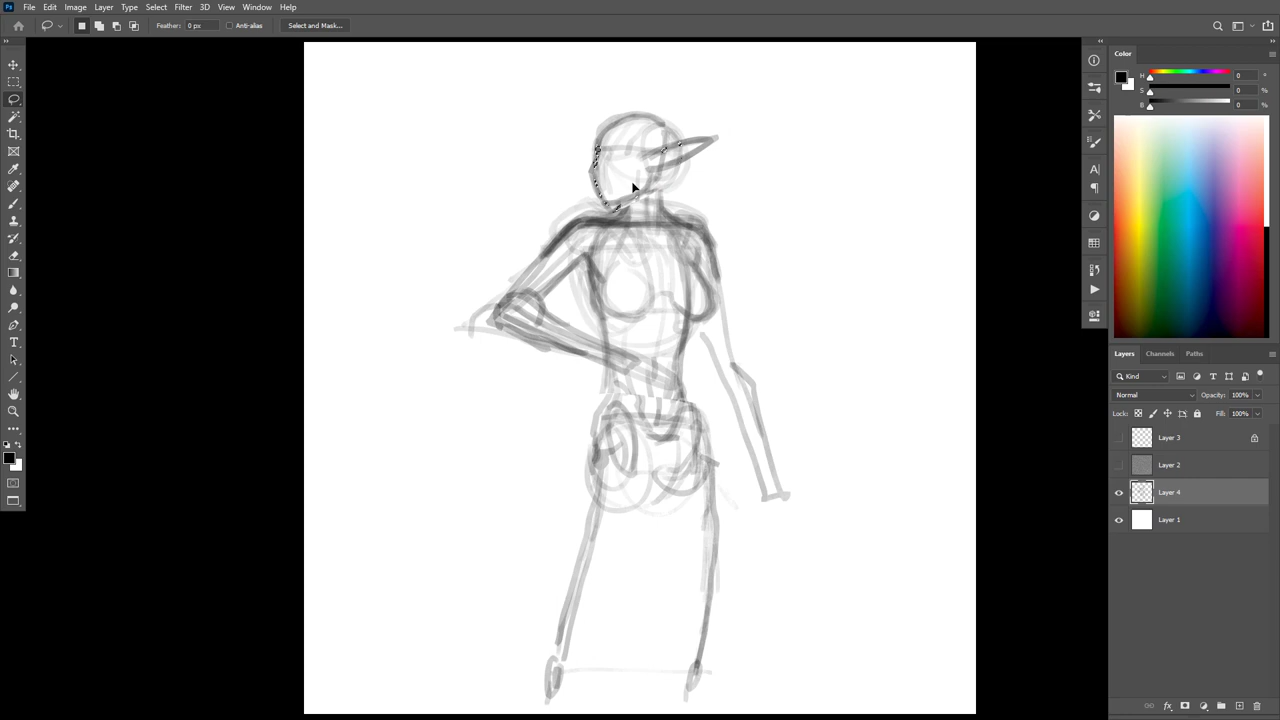 Ps File Edit Image Layer Type Select Filter 3D View Window Help
Feather: 0 px Anti-alias Select and Mask...
Color
H 0 °
S 0 %
B 0 %
Layers Channels Paths
Kind
Normal Opacity: 100%
Lock: Fill: 100%
Layer 3
Layer 2
Layer 4
Layer 1